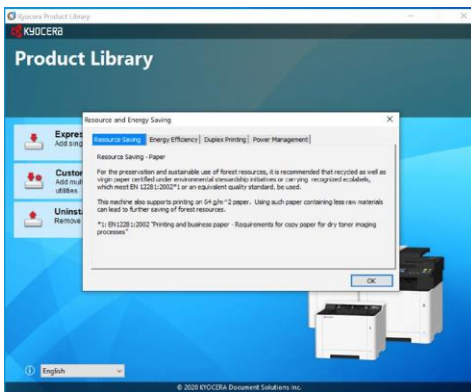 Kyocera Product Library
KYOCERA
Product Library
Resource and Energy Saving
Resource Saving Energy Efficiency Duplex Printing Power Management
Resource Saving - Paper
For the preservation and sustainable use of forest resources, it is recommended that recycled as well as
virgin paper certified under environmental stewardship initiatives or carrying recognized ecolabels,
which meet EN 12281:2002*1 or an equivalent quality standard, be used.
This machine also supports printing on 64 g/m^2 paper. Using such paper containing less raw materials
can lead to further saving of forest resources.
*1: EN12281:2002 "Printing and business paper - Requirements for copy paper for dry toner imaging
processes"
OK
Expres
Add sing
Custor
Add mul
utilities
Uninsta
Remove
English
© 2020 KYOCERA Document Solutions Inc.